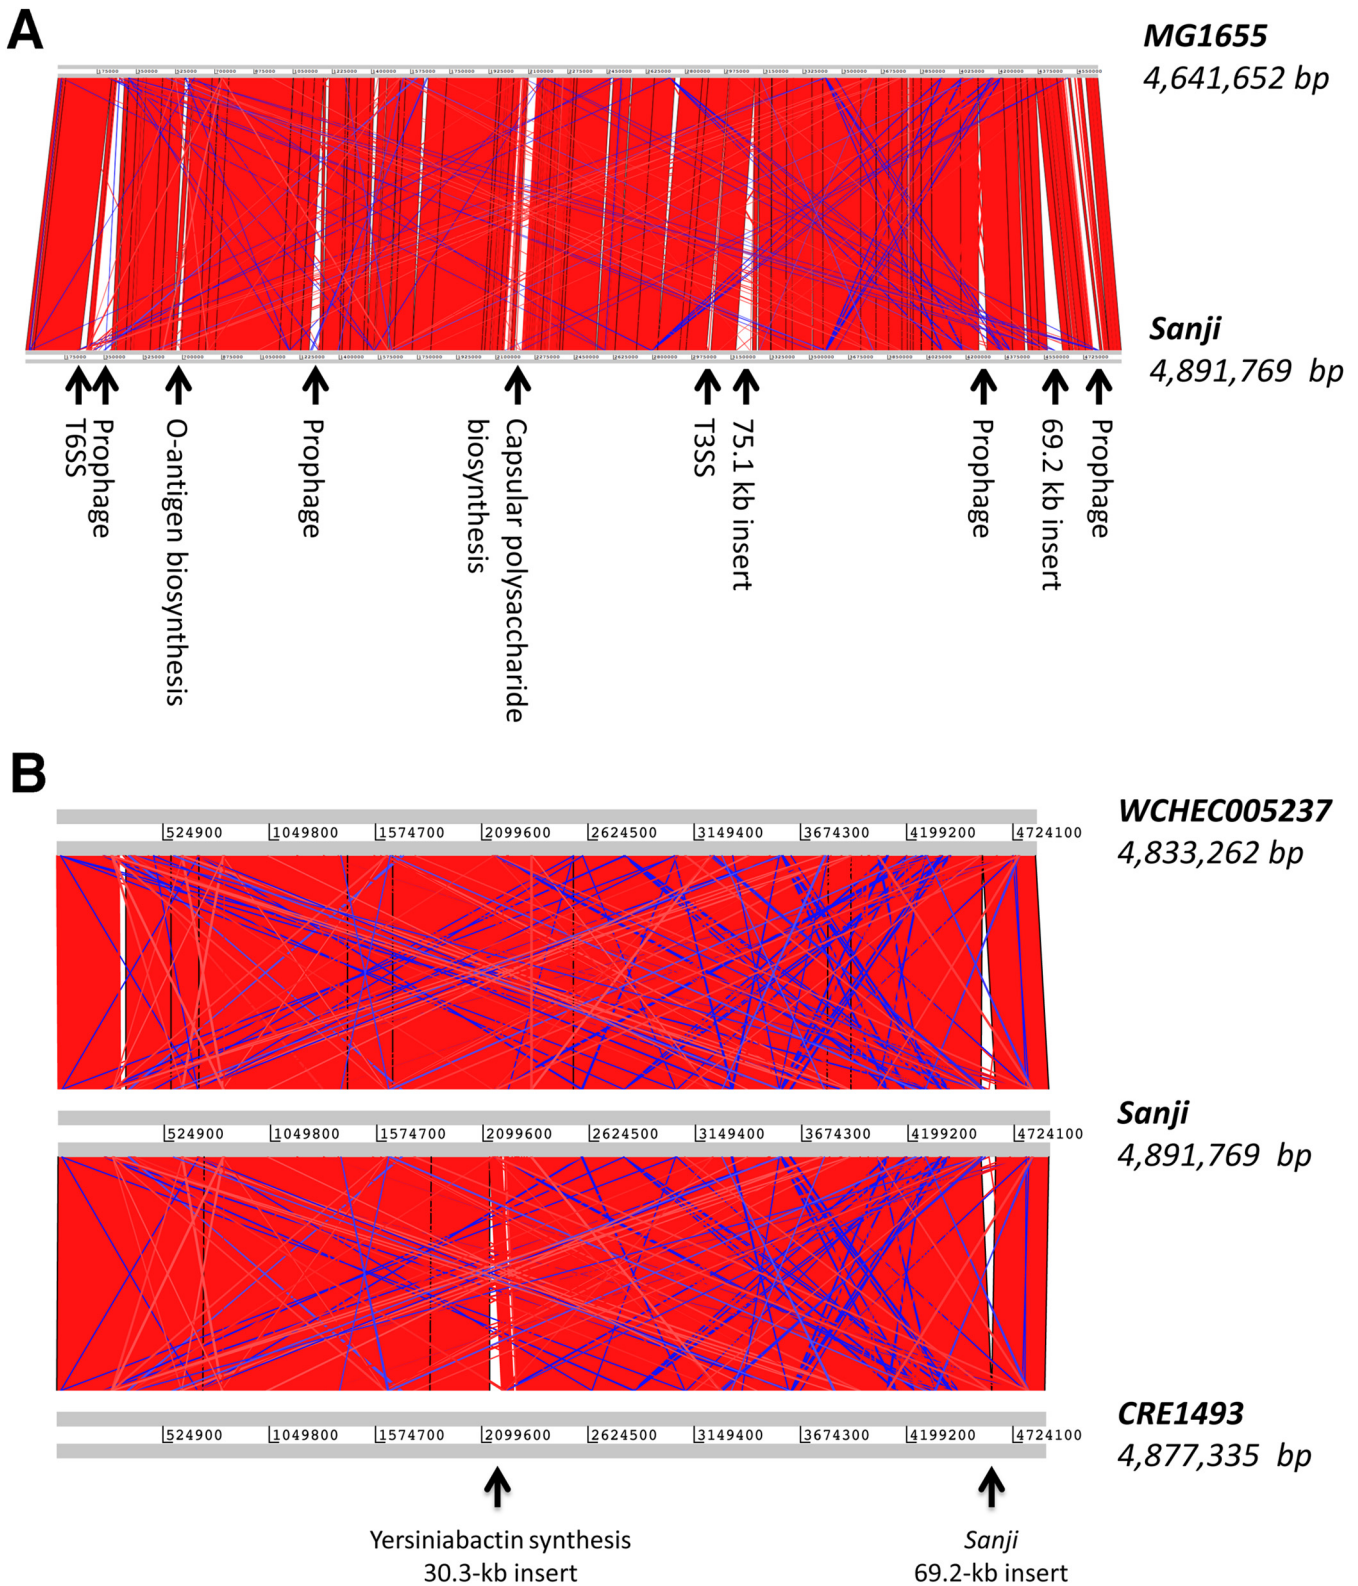 A
MG1655
4,641,652 bp
Sanji
4,891,769 bp
T6SS
Prophage
O-antigen biosynthesis
Prophage
Capsular polysaccharide
biosynthesis
T3SS
75.1 kb insert
Prophage
69.2 kb insert
Prophage
B
WCHEC005237
4,833,262 bp
524900 1049800 1574700 2099600 2624500 3149400 3674300 4199200 4724100
Sanji
4,891,769 bp
524900 1049800 1574700 2099600 2624500 3149400 3674300 4199200 4724100
CRE1493
4,877,335 bp
524900 1049800 1574700 2099600 2624500 3149400 3674300 4199200 4724100
Yersiniabactin synthesis
30.3-kb insert
Sanji
69.2-kb insert